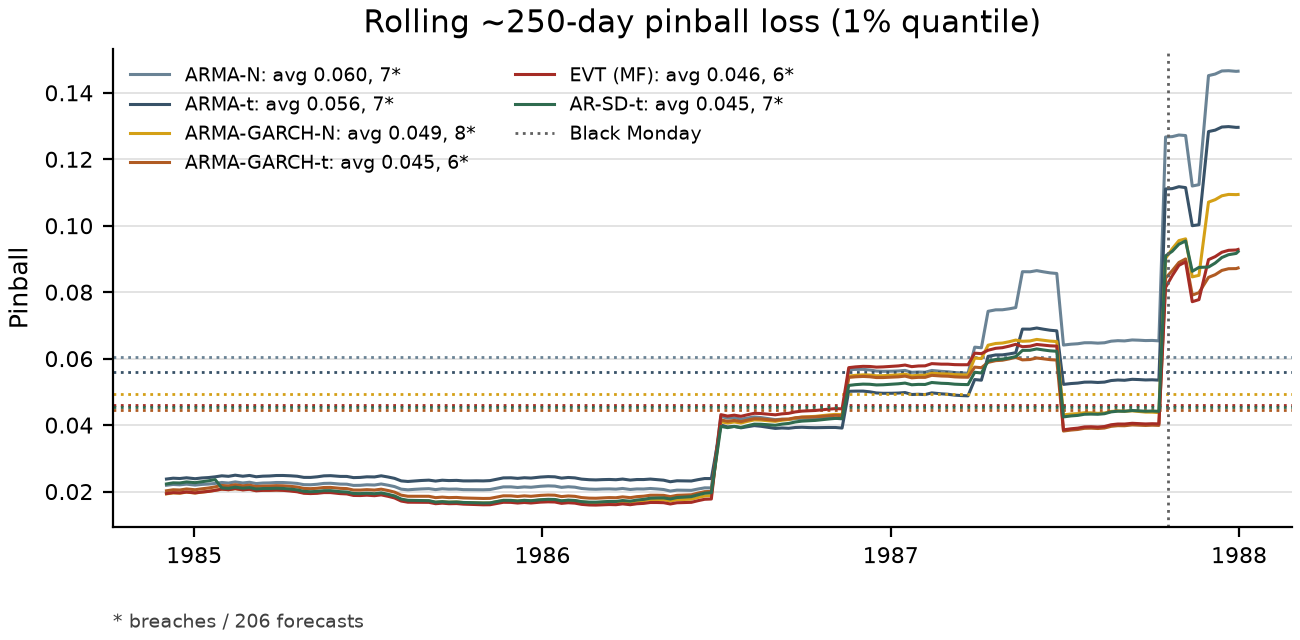 Rolling ~250-day pinball loss (1% quantile)
ARMA-N: avg 0.060, 7*
ARMA-t: avg 0.056, 7*
ARMA-GARCH-N: avg 0.049, 8*
ARMA-GARCH-t: avg 0.045, 6*
EVT (MF): avg 0.046, 6*
AR-SD-t: avg 0.045, 7*
Black Monday
Pinball
0.14
0.12
0.10
0.08
0.06
0.04
0.02
1985
1986
1987
1988
* breaches / 206 forecasts